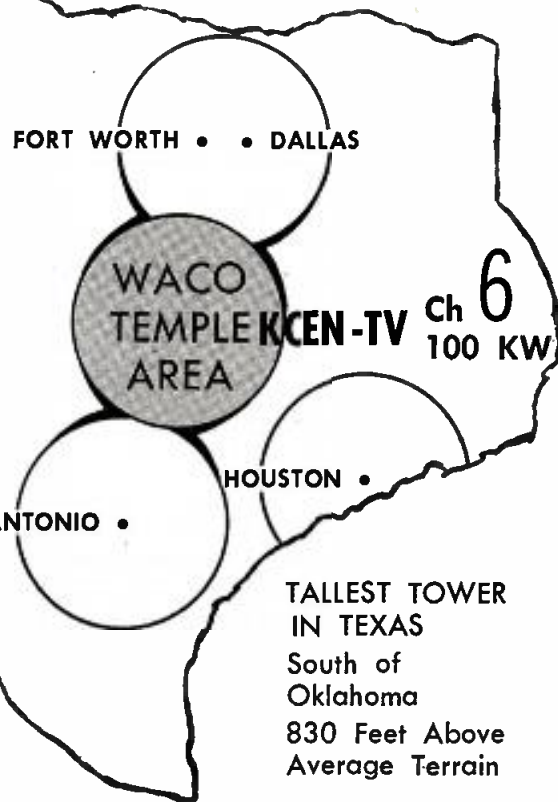 FORT WORTH • • DALLAS
WACO
TEMPLE
AREA
KCEN-TV Ch 6
100 KW
HOUSTON •
ANTONIO •
TALLEST TOWER
IN TEXAS
South of
Oklahoma
830 Feet Above
Average Terrain